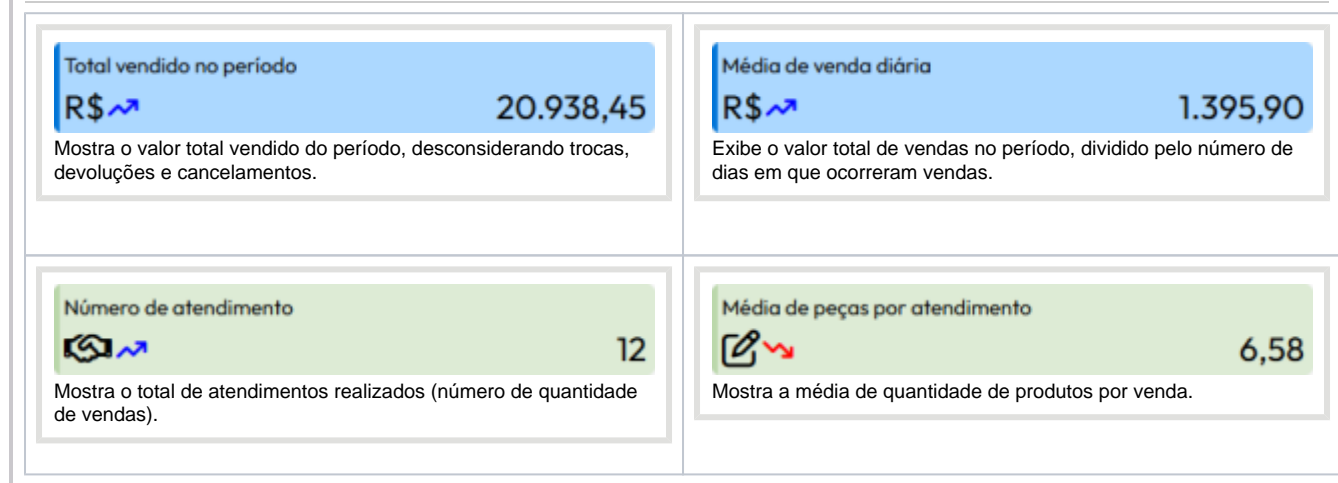 Total vendido no período
R$ 20.938,45
Mostra o valor total vendido do período, desconsiderando trocas,
devoluções e cancelamentos.
Média de venda diária
R$ 1.395,90
Exibe o valor total de vendas no período, dividido pelo número de
dias em que ocorreram vendas.
Número de atendimento
12
Mostra o total de atendimentos realizados (número de quantidade
de vendas).
Média de peças por atendimento
6,58
Mostra a média de quantidade de produtos por venda.